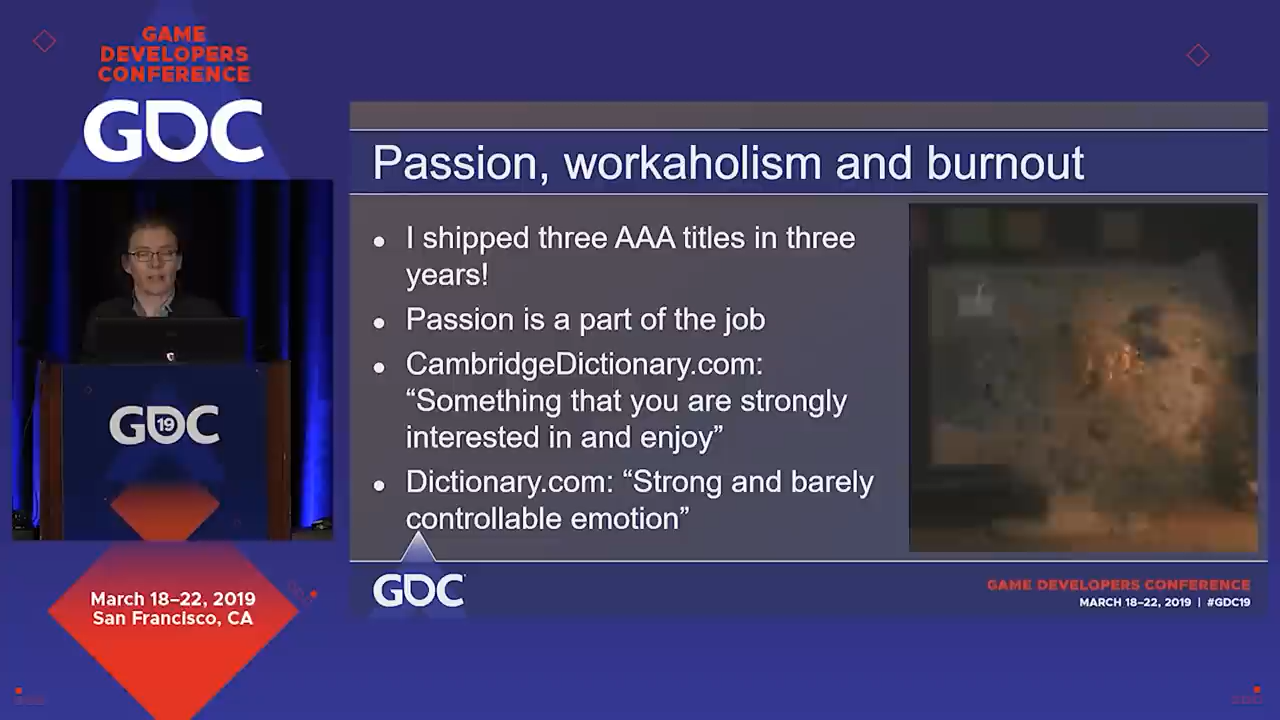 GAME
DEVELOPERS
CONFERENCE
GDC
GDC
19
March 18–22, 2019
San Francisco, CA
Passion, workaholism and burnout
• I shipped three AAA titles in three
years!
• Passion is a part of the job
• CambridgeDictionary.com:
“Something that you are strongly
interested in and enjoy”
• Dictionary.com: “Strong and barely
controllable emotion”
GDC
GAME DEVELOPERS CONFERENCE
MARCH 18–22, 2019 | #GDC19